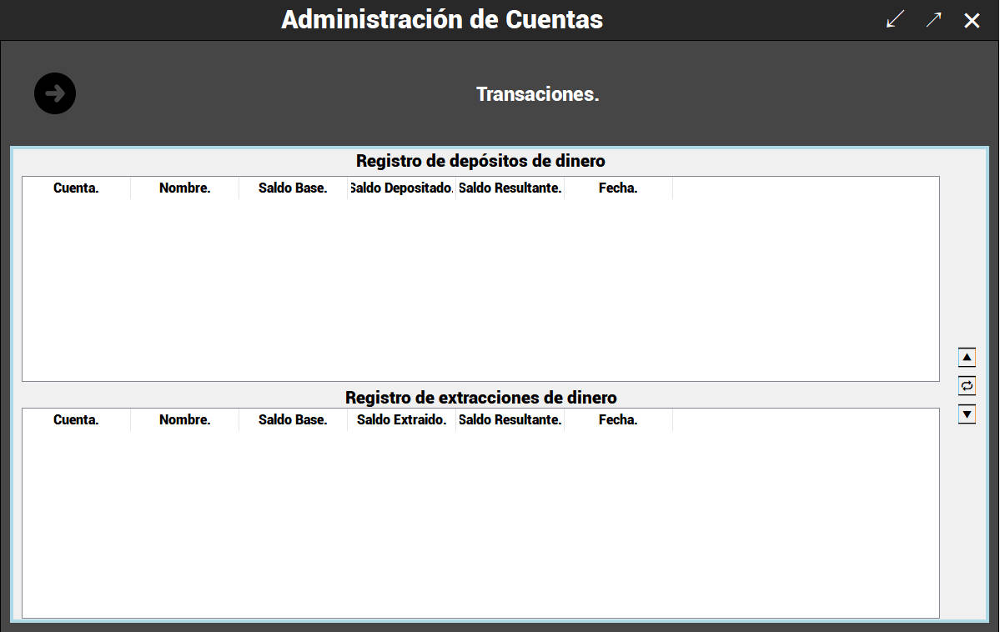 Administración de Cuentas
Transaciones.
Registro de depósitos de dinero
Cuenta. Nombre. Saldo Base. Saldo Depositado. Saldo Resultante. Fecha.
Registro de extracciones de dinero
Cuenta. Nombre. Saldo Base. Saldo Extraido. Saldo Resultante. Fecha.